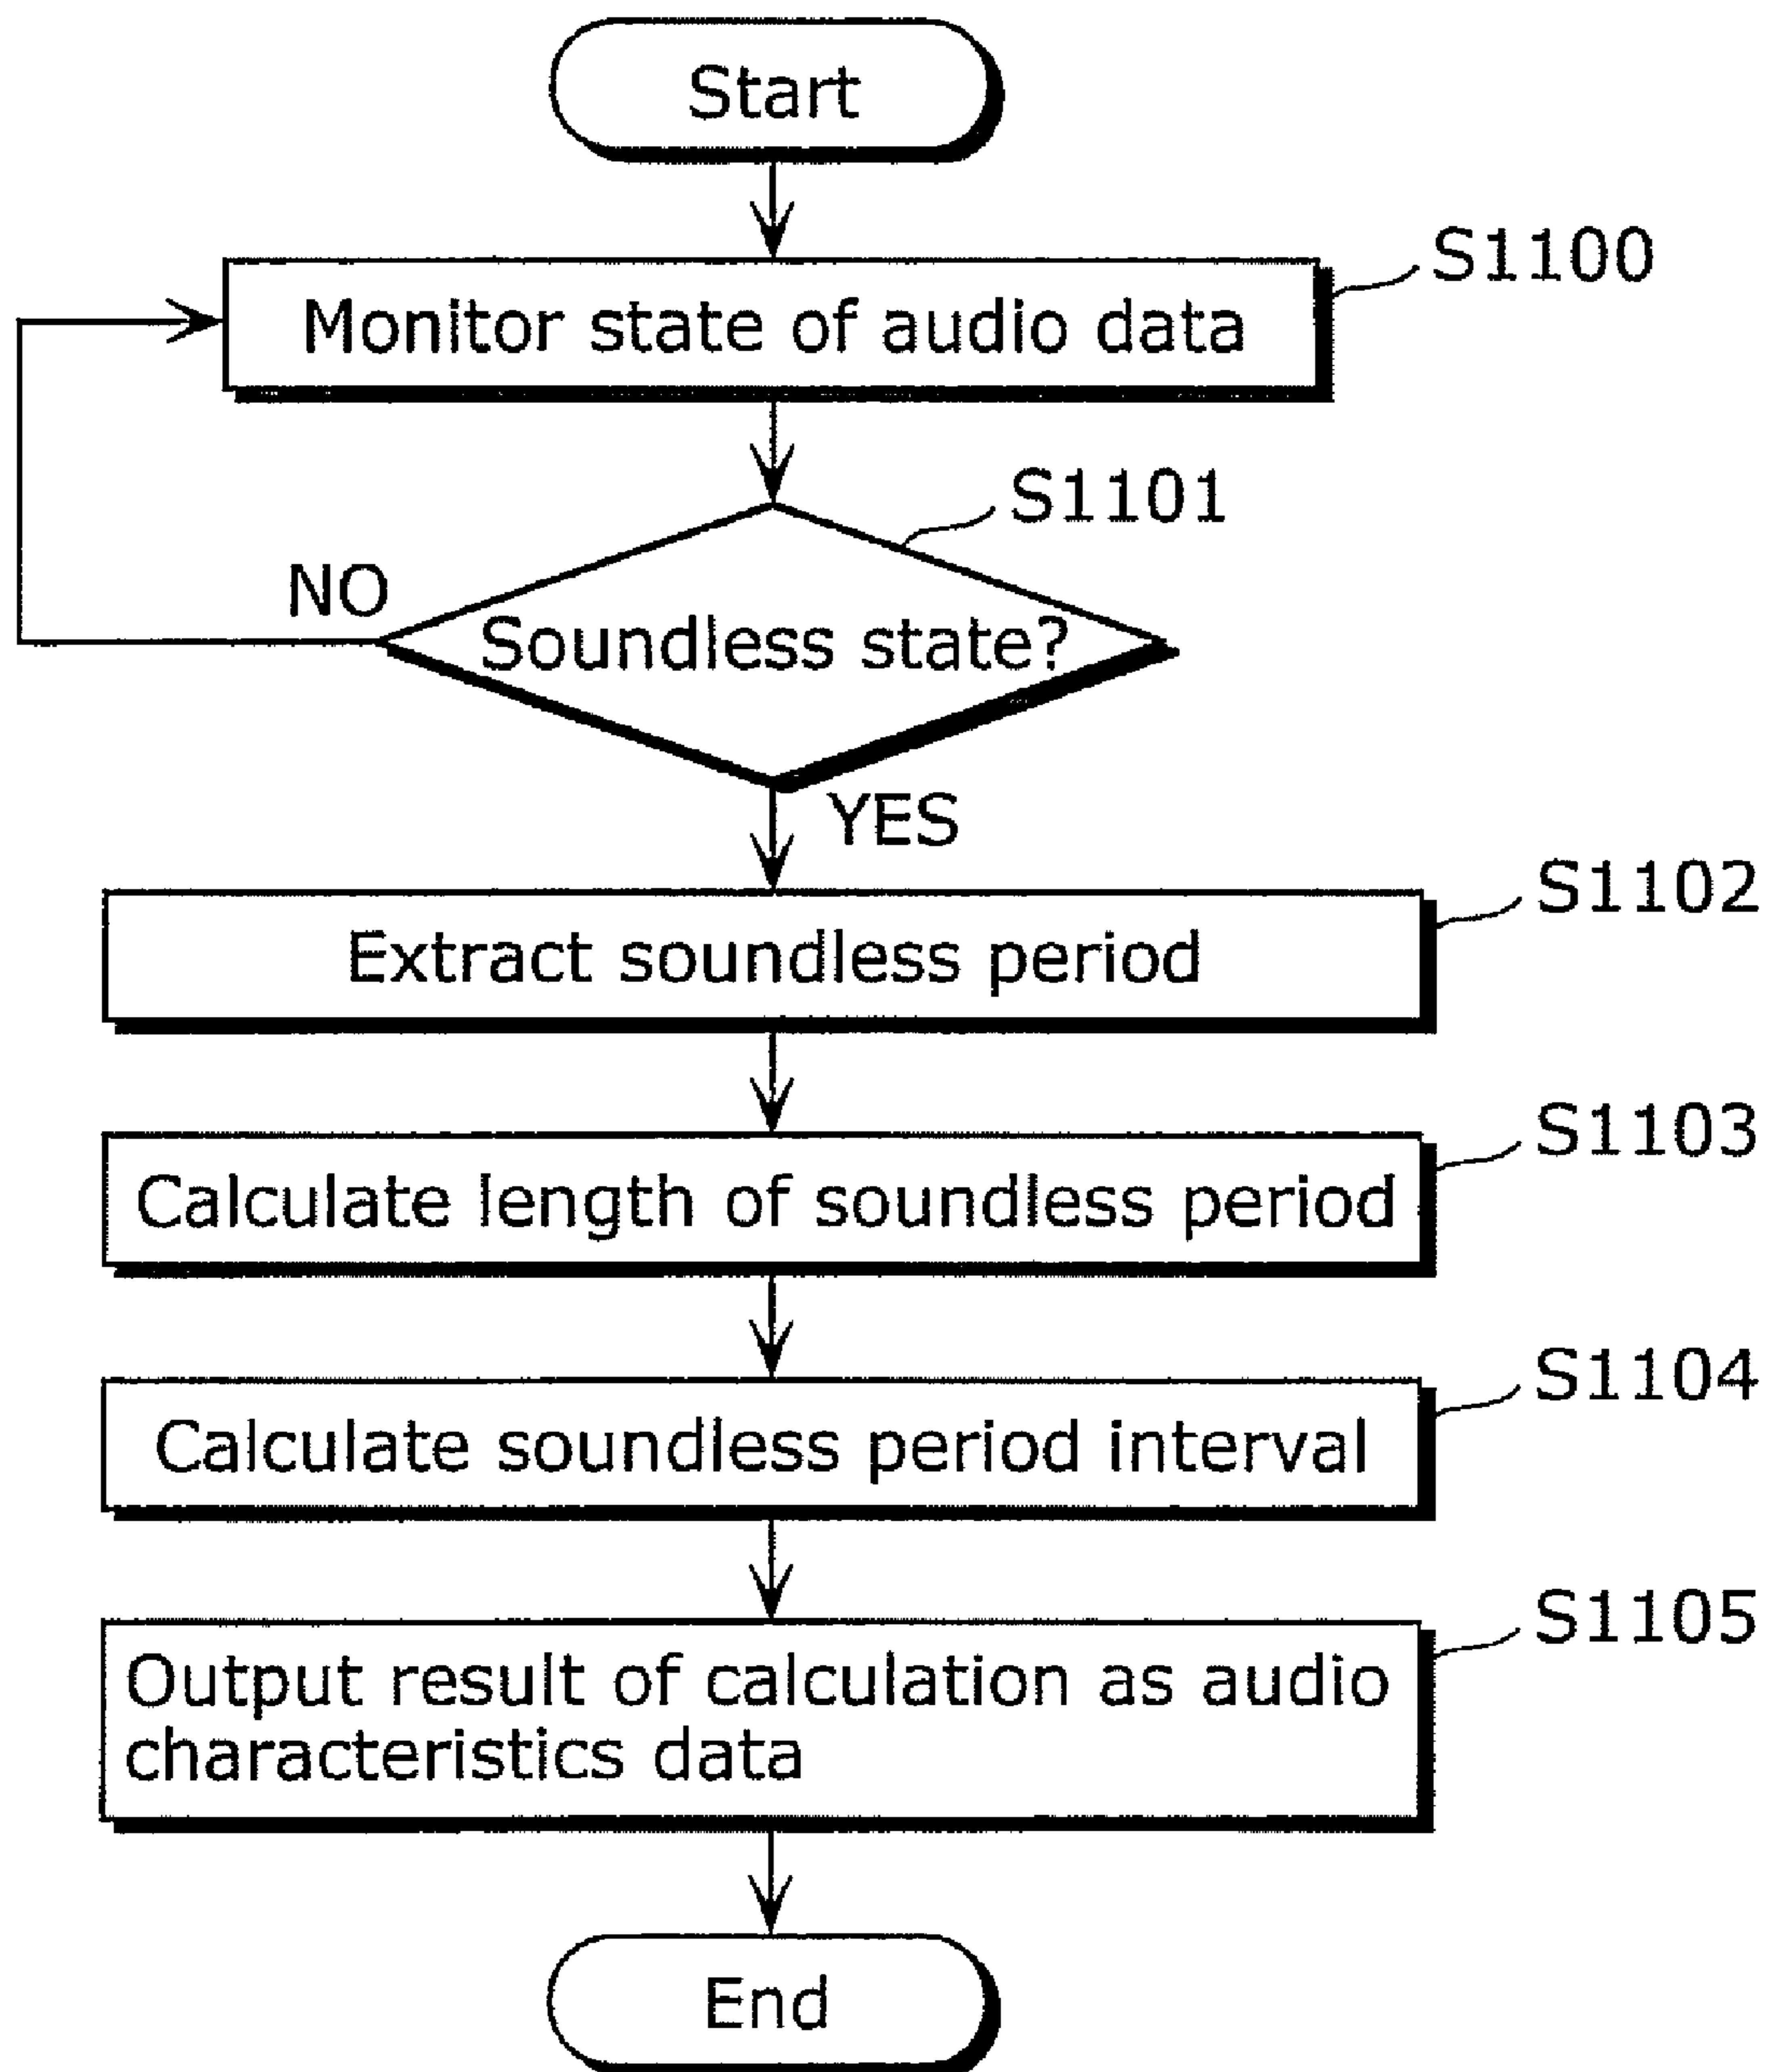 Start
S1100
Monitor state of audio data
S1101
NO
Soundless state?
YES
S1102
Extract soundless period
S1103
Calculate length of soundless period
S1104
Calculate soundless period interval
S1105
Output result of calculation as audio
characteristics data
End